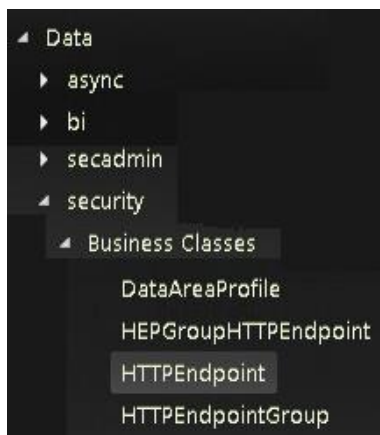 Data
async
bi
secadmin
security
Business Classes
DataAreaProfile
HEPGroupHTTPEndpoint
HTTPEndpoint
HTTPEndpointGroup